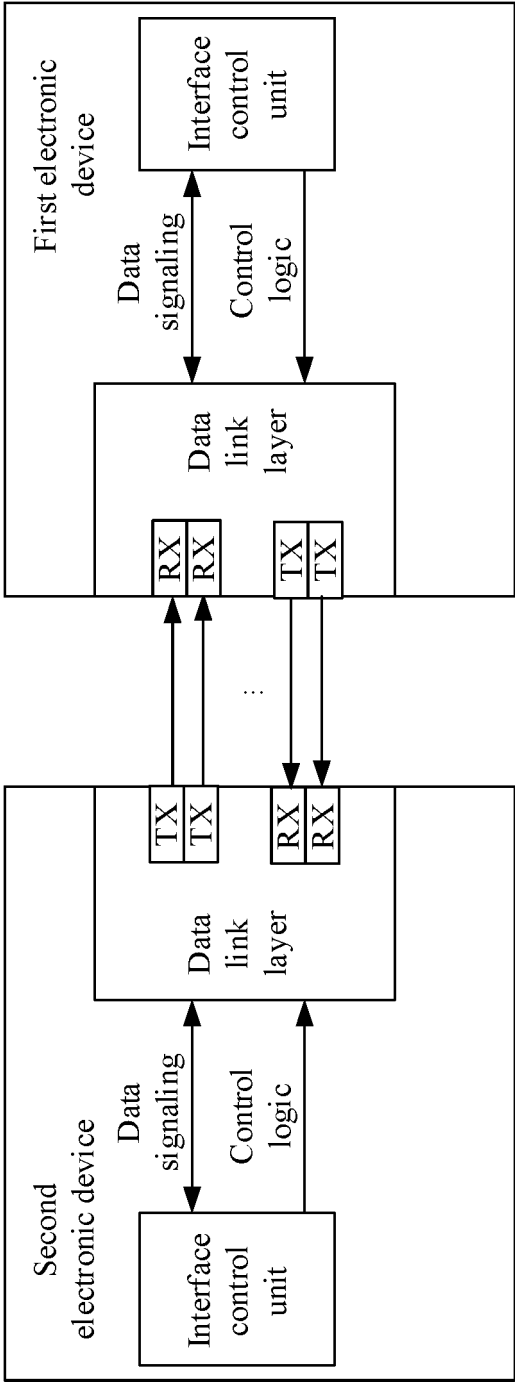 Second
electronic device
Interface
control
unit
Data
signaling
Control
logic
Data
link
layer
TX
TX
RX
RX
...
First electronic
device
RX
RX
TX
TX
Data
link
layer
Data
signaling
Control
logic
Interface
control
unit